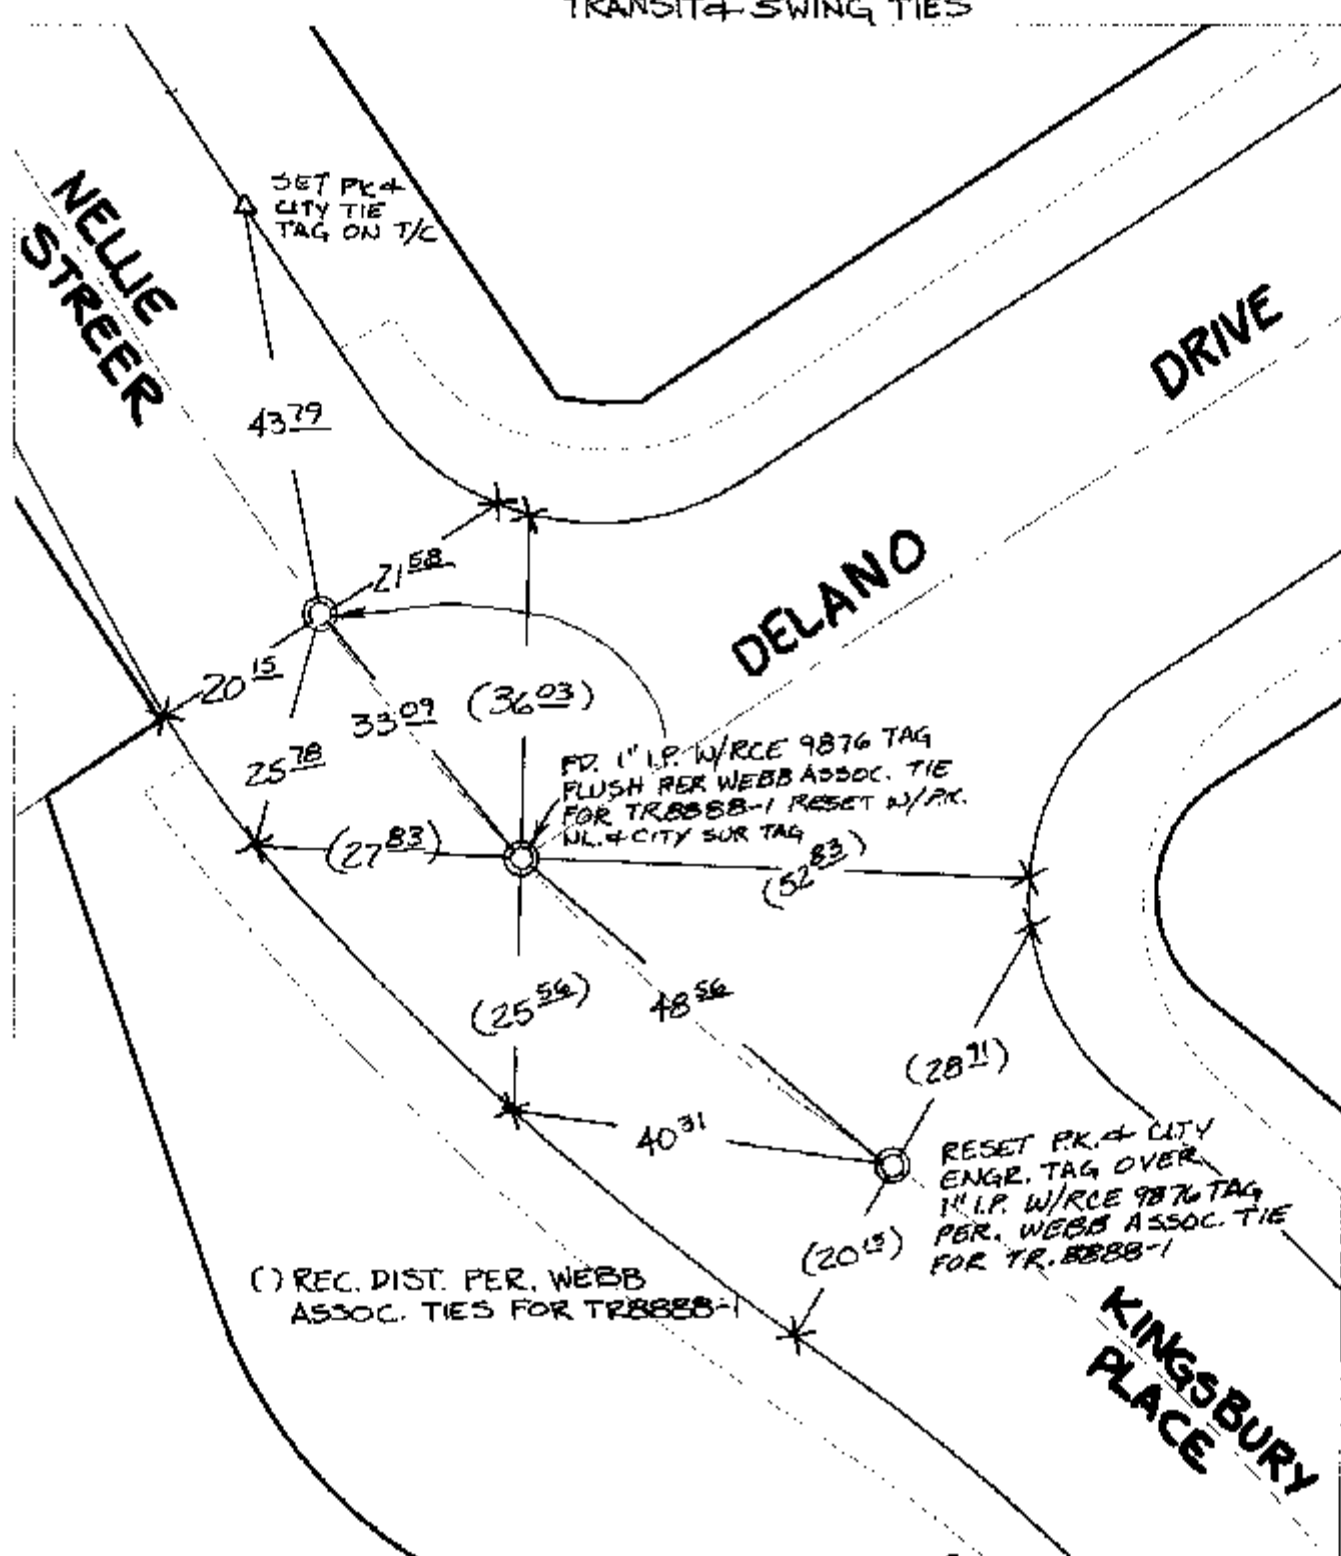 TRANSIT & SWING TIES
SET PK &
CITY TIE
TAG ON T/C
NELLIE
STREER
DRIVE
43 79
21 58
DELANO
20 15
33 09
(36 03)
25 78
FD. 1" I.P. W/RCE 9876 TAG
FLUSH PER WEBB ASSOC. TIE
FOR TR8888-1 RESET W/P.K.
NL. & CITY SUR TAG
(27 83)
(52 83)
(25 56)
48 56
(28 71)
40 31
RESET P.K. & CITY
ENGR. TAG OVER
1" I.P. W/RCE 9876 TAG
PER. WEBB ASSOC. TIE
FOR TR. 8888-1
(20 15)
() REC. DIST. PER. WEBB
ASSOC. TIES FOR TR8888-1
KINGSBURY
PLACE